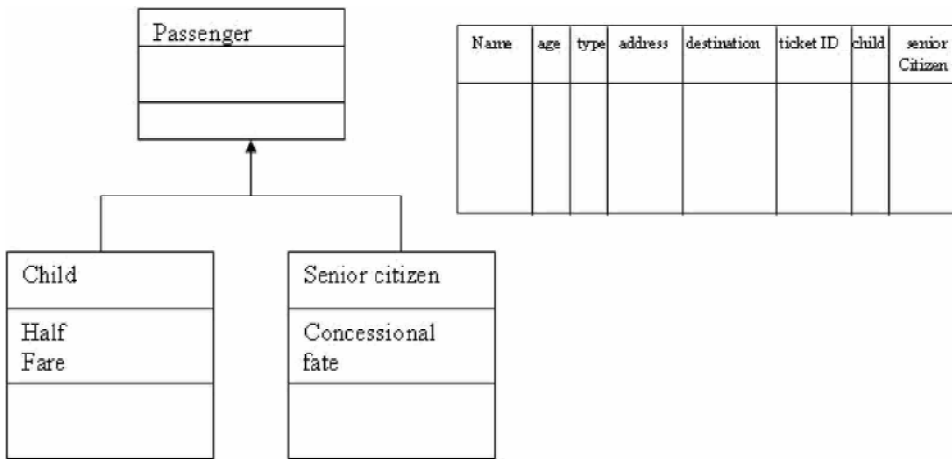 Passenger
Name age type address destination ticket ID child senior
Citizen
Child
Half
Fare
Senior citizen
Concessional
fate